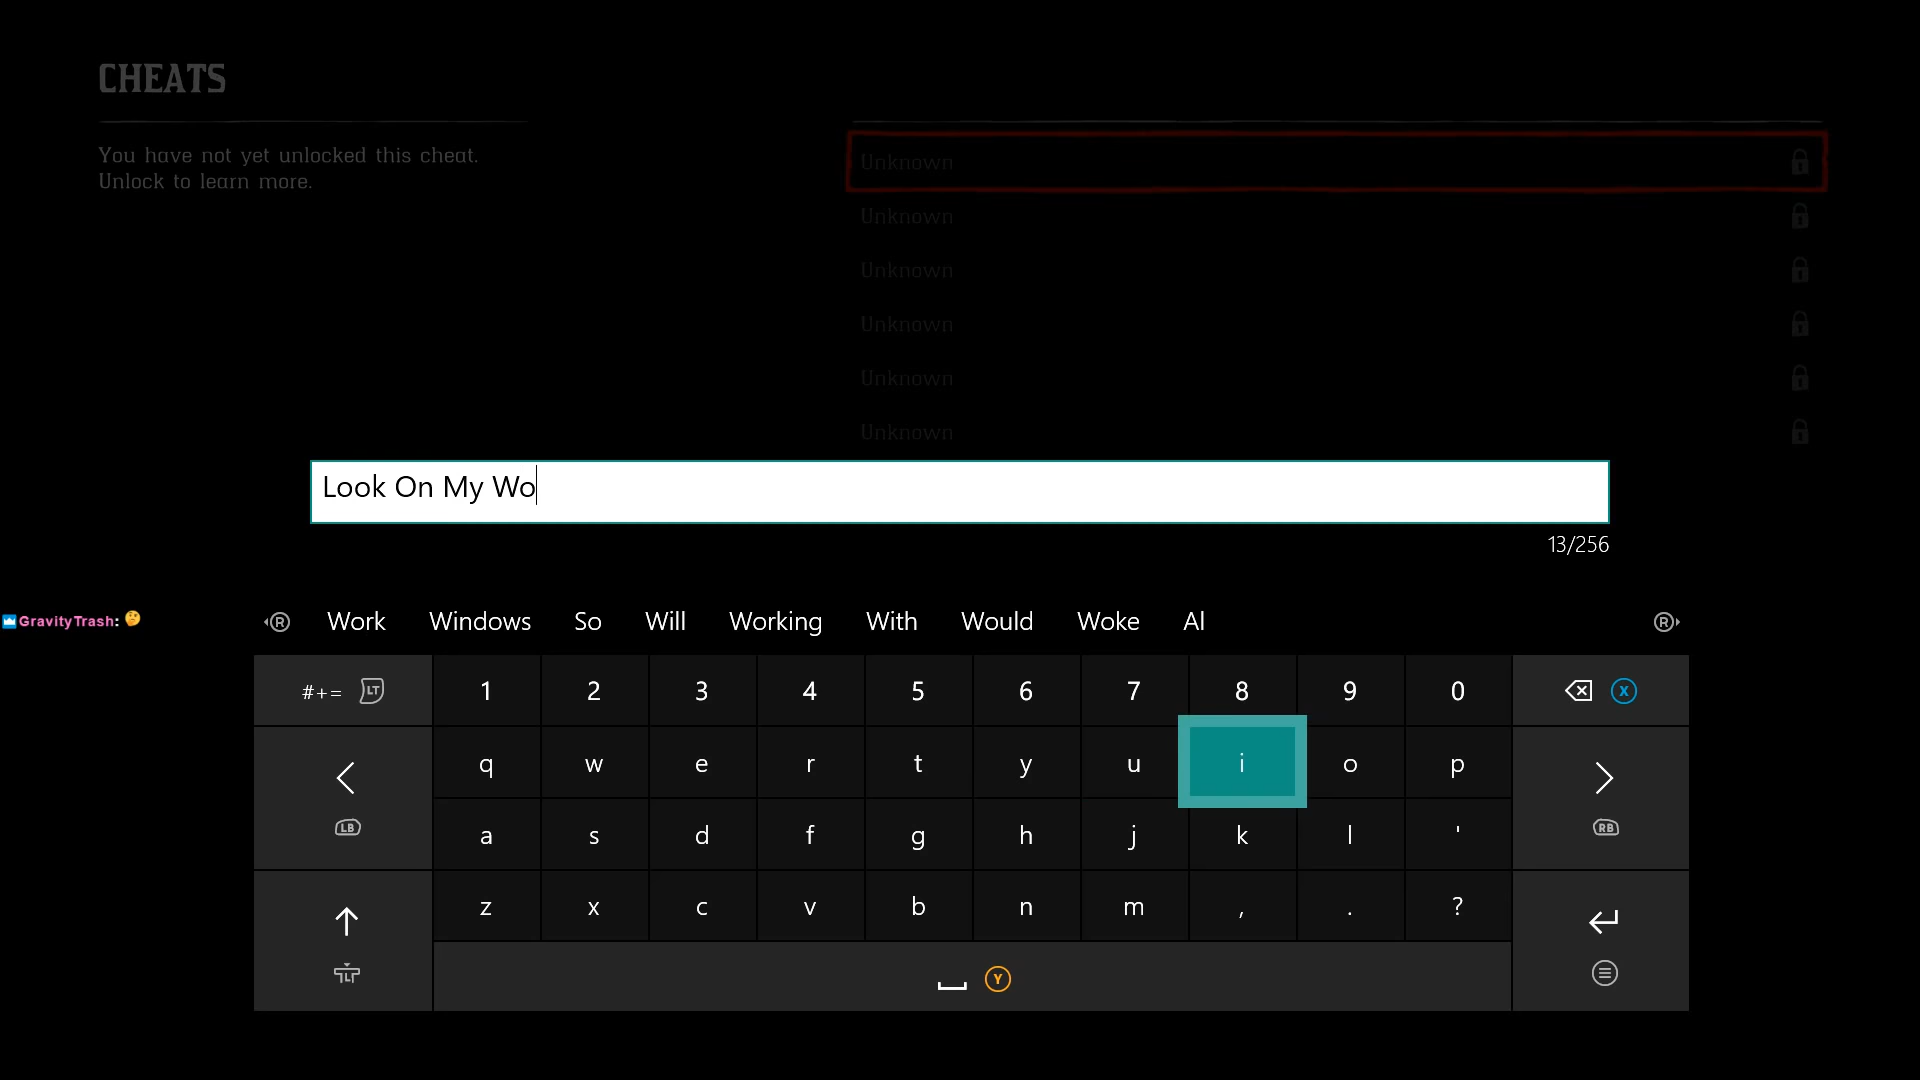 CHEATS
You have not yet unlocked this cheat.
Unlock to learn more.
Unknown
Unknown
Unknown
Unknown
Unknown
Unknown
Look On My Wo
13/256
GravityTrash: 🤔
R Work Windows So Will Working With Would Woke Al R
#+= LT 1 2 3 4 5 6 7 8 9 0 X
q w e r t y u i o p
LB a s d f g h j k l ' RB
z x c v b n m , . ?
LT Y